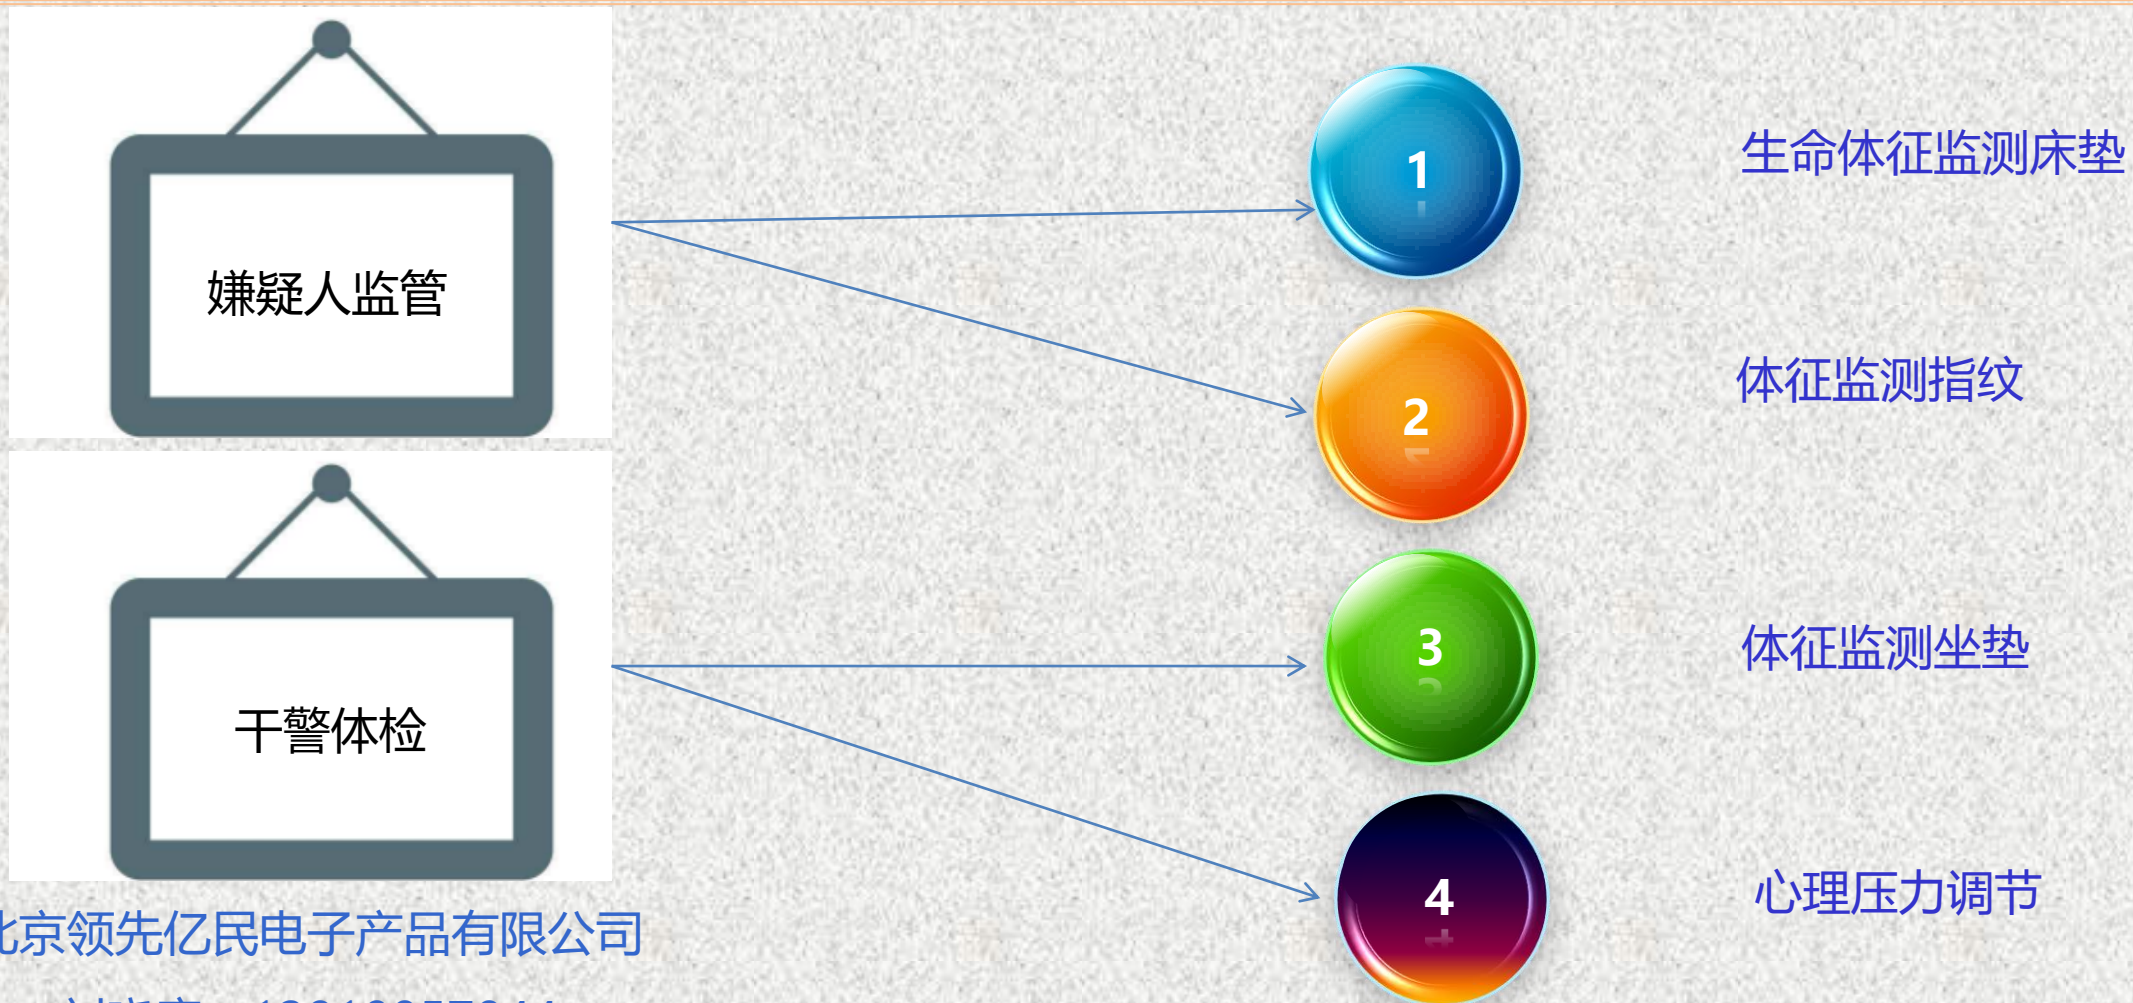 嫌疑人监管
1
生命体征监测床垫
2
体征监测指纹
干警体检
3
体征监测坐垫
4
心理压力调节
北京领先亿民电子产品有限公司